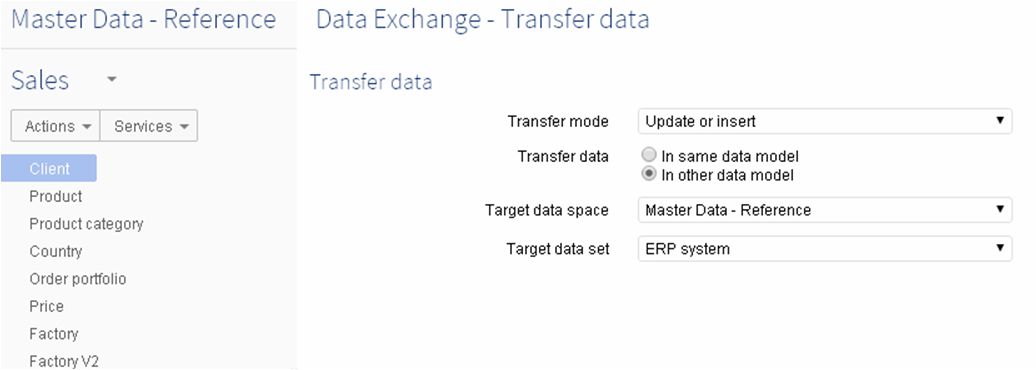 Master Data - Reference
Sales
Actions Services
Client
Product
Product category
Country
Order portfolio
Price
Factory
Factory V2
Data Exchange - Transfer data
Transfer data
Transfer mode Update or insert
Transfer data In same data model
In other data model
Target data space Master Data - Reference
Target data set ERP system